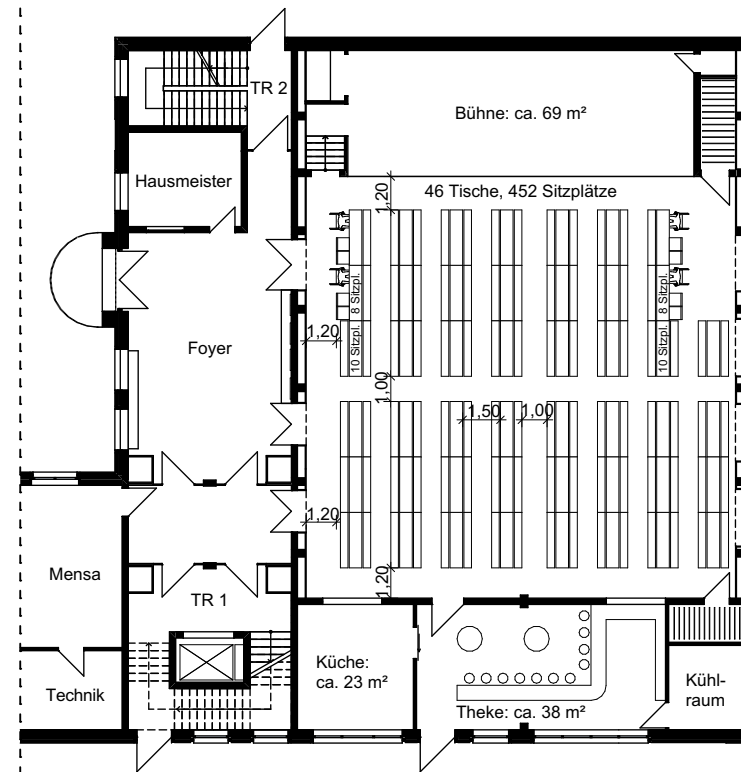 TR 2
Bühne: ca. 69 m²
Hausmeister
1,20
46 Tische, 452 Sitzplätze
10 Sitzpl. 8 Sitzpl.
10 Sitzpl. 8 Sitzpl.
1,20
Foyer
1,00
1,50
1,00
1,20
Mensa
1,20
TR 1
Küche:
ca. 23 m²
Technik
Theke: ca. 38 m²
Kühl-
raum